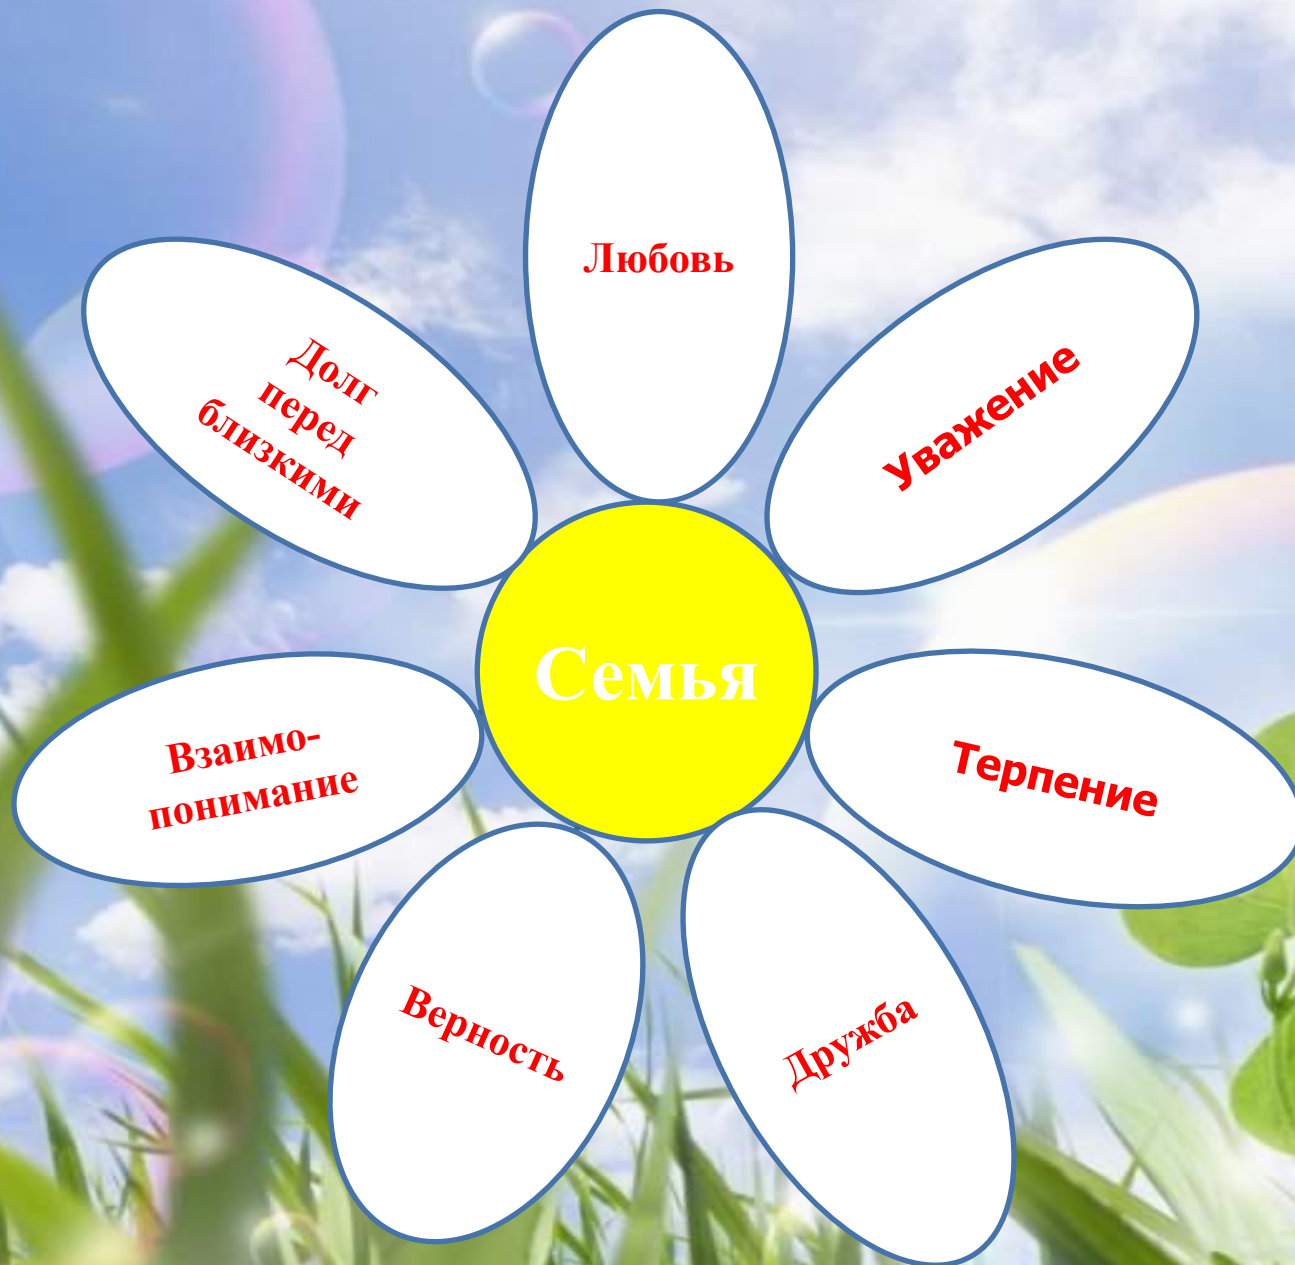 Любовь
Уважение
Долг
перед
близкими
Семья
Взаимо-
понимание
Терпение
Верность
Дружба